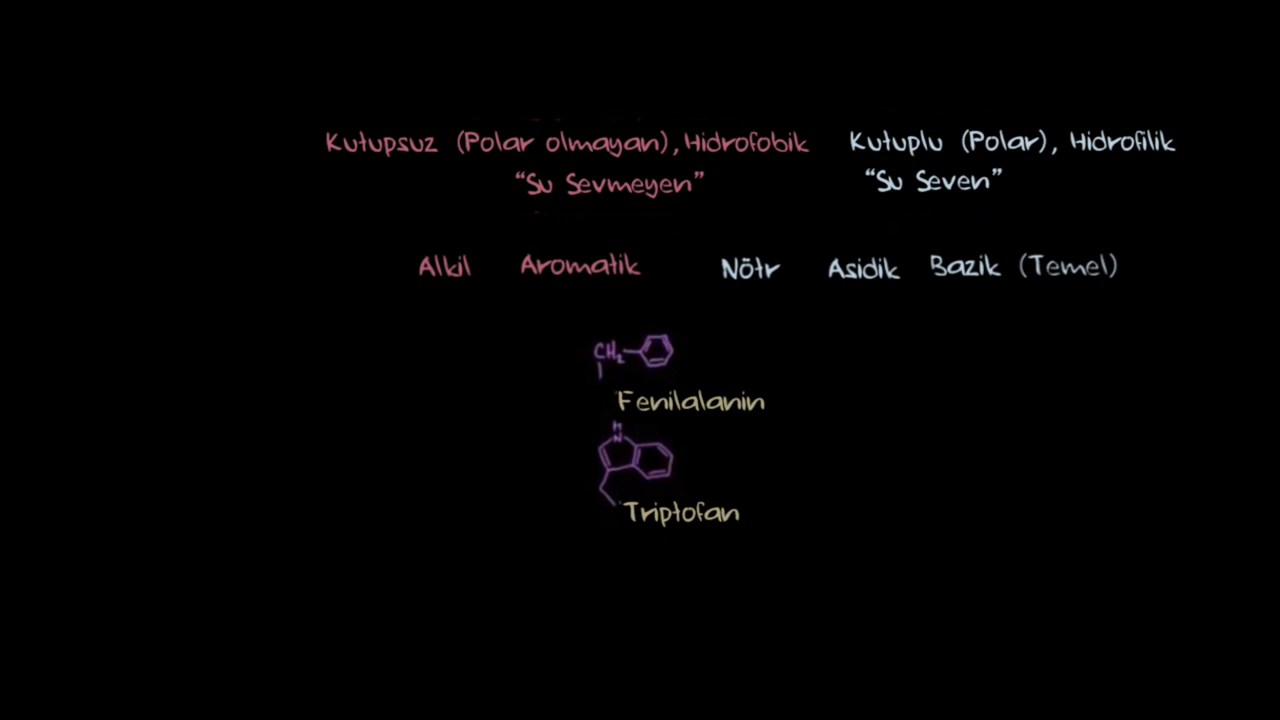 Kutupsuz (Polar olmayan), Hidrofobik
"Su Sevmeyen"
Kutuplu (Polar), Hidrofilik
"Su Seven"
Alkil Aromatik Nötr Asidik Bazik (Temel)
CH2
Fenilalanin
H
N
Triptofan